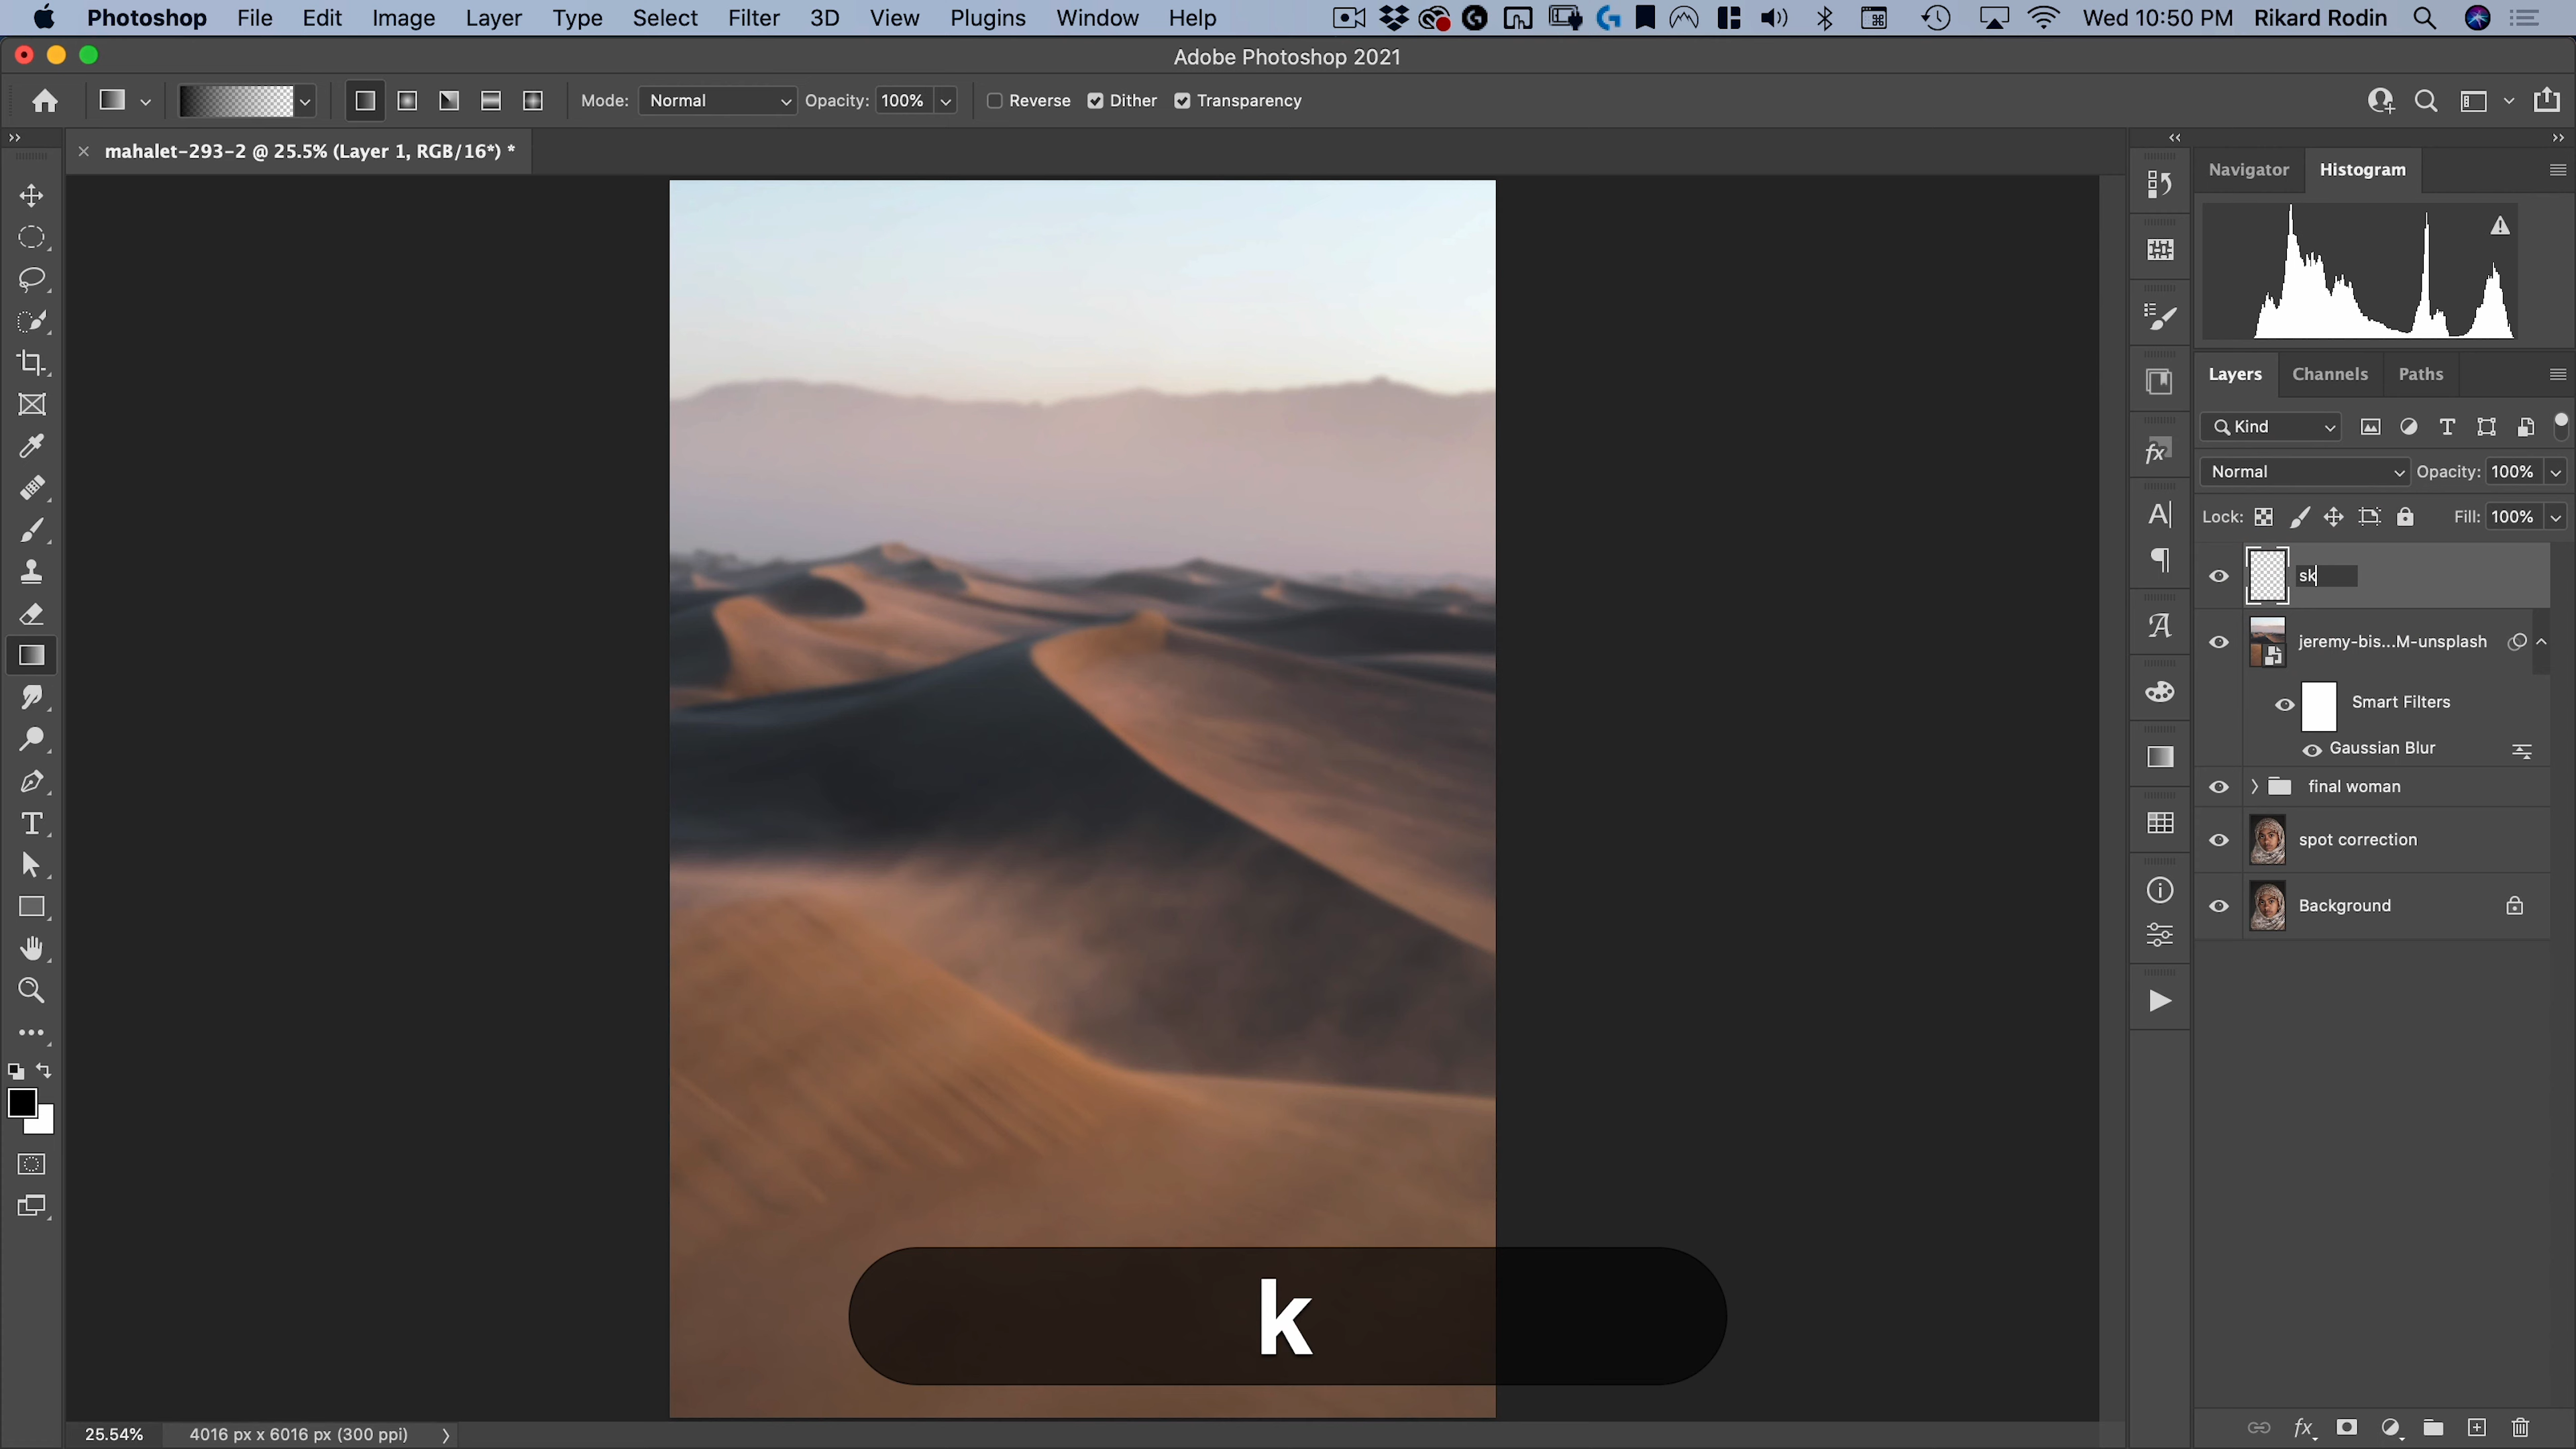 Photoshop File Edit Image Layer Type Select Filter 3D View Plugins Window Help Wed 10:50 PM Rikard Rodin
Adobe Photoshop 2021
Mode: Normal Opacity: 100% Reverse Dither Transparency
mahalet-293-2 @ 25.5% (Layer 1, RGB/16*) *
Navigator Histogram
Layers Channels Paths
Kind
Normal Opacity: 100%
Lock: Fill: 100%
sk
jeremy-bis...M-unsplash
Smart Filters
Gaussian Blur
final woman
spot correction
Background
k
25.54% 4016 px x 6016 px (300 ppi)